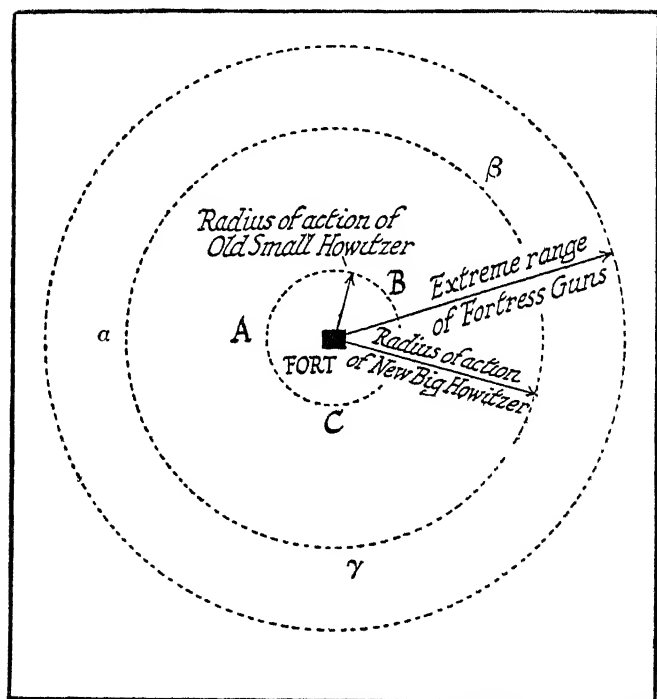 β
Radius of action of
Old Small Howitzer
B
Extreme range
of Fortress Guns
α
A
FORT
Radius of action
of New Big Howitzer
C
γ